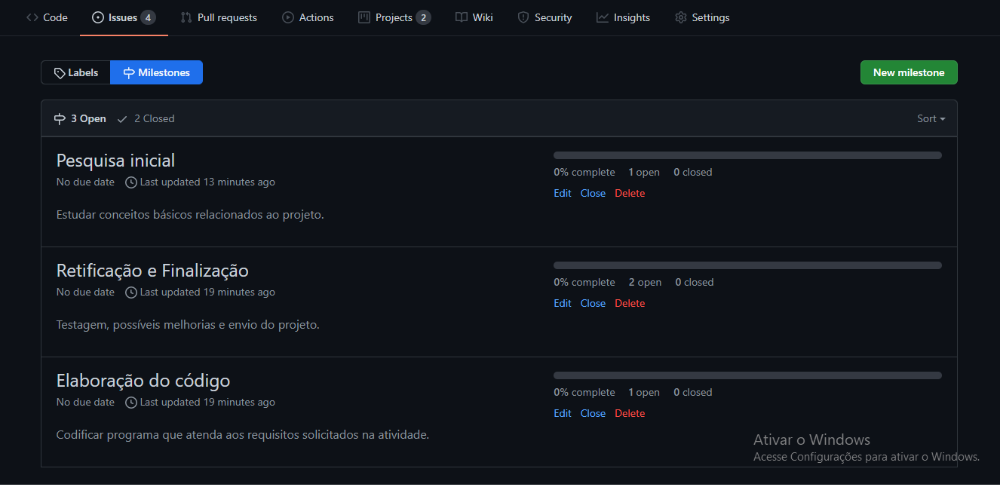 Code Issues 4 Pull requests Actions Projects 2 Wiki Security Insights Settings
Labels Milestones New milestone
3 Open 2 Closed Sort
Pesquisa inicial
No due date Last updated 13 minutes ago
Estudar conceitos básicos relacionados ao projeto.
0% complete 1 open 0 closed
Edit Close Delete
Retificação e Finalização
No due date Last updated 19 minutes ago
Testagem, possíveis melhorias e envio do projeto.
0% complete 2 open 0 closed
Edit Close Delete
Elaboração do código
No due date Last updated 19 minutes ago
Codificar programa que atenda aos requisitos solicitados na atividade.
0% complete 1 open 0 closed
Edit Close Delete
Ativar o Windows
Acesse Configurações para ativar o Windows.